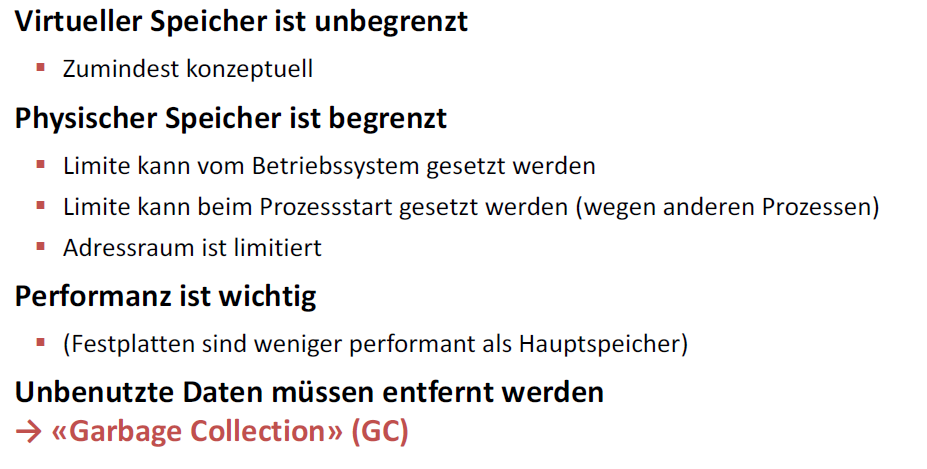 Virtueller Speicher ist unbegrenzt
▪ Zumindest konzeptuell
Physischer Speicher ist begrenzt
▪ Limite kann vom Betriebssystem gesetzt werden
▪ Limite kann beim Prozessstart gesetzt werden (wegen anderen Prozessen)
▪ Adressraum ist limitiert
Performanz ist wichtig
▪ (Festplatten sind weniger performant als Hauptspeicher)
Unbenutzte Daten müssen entfernt werden
→ «Garbage Collection» (GC)